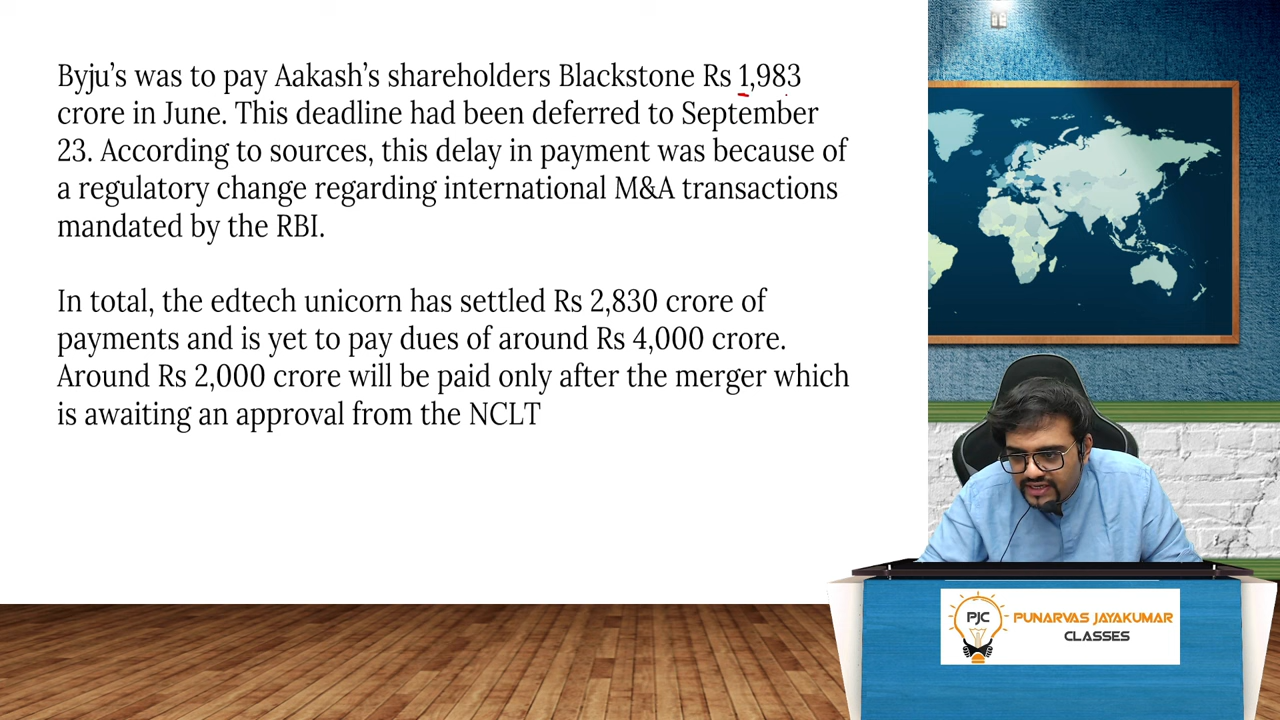 Byju’s was to pay Aakash’s shareholders Blackstone Rs 1,983
crore in June. This deadline had been deferred to September
23. According to sources, this delay in payment was because of
a regulatory change regarding international M&A transactions
mandated by the RBI.
In total, the edtech unicorn has settled Rs 2,830 crore of
payments and is yet to pay dues of around Rs 4,000 crore.
Around Rs 2,000 crore will be paid only after the merger which
is awaiting an approval from the NCLT
PJC
PUNARVAS JAYAKUMAR
CLASSES